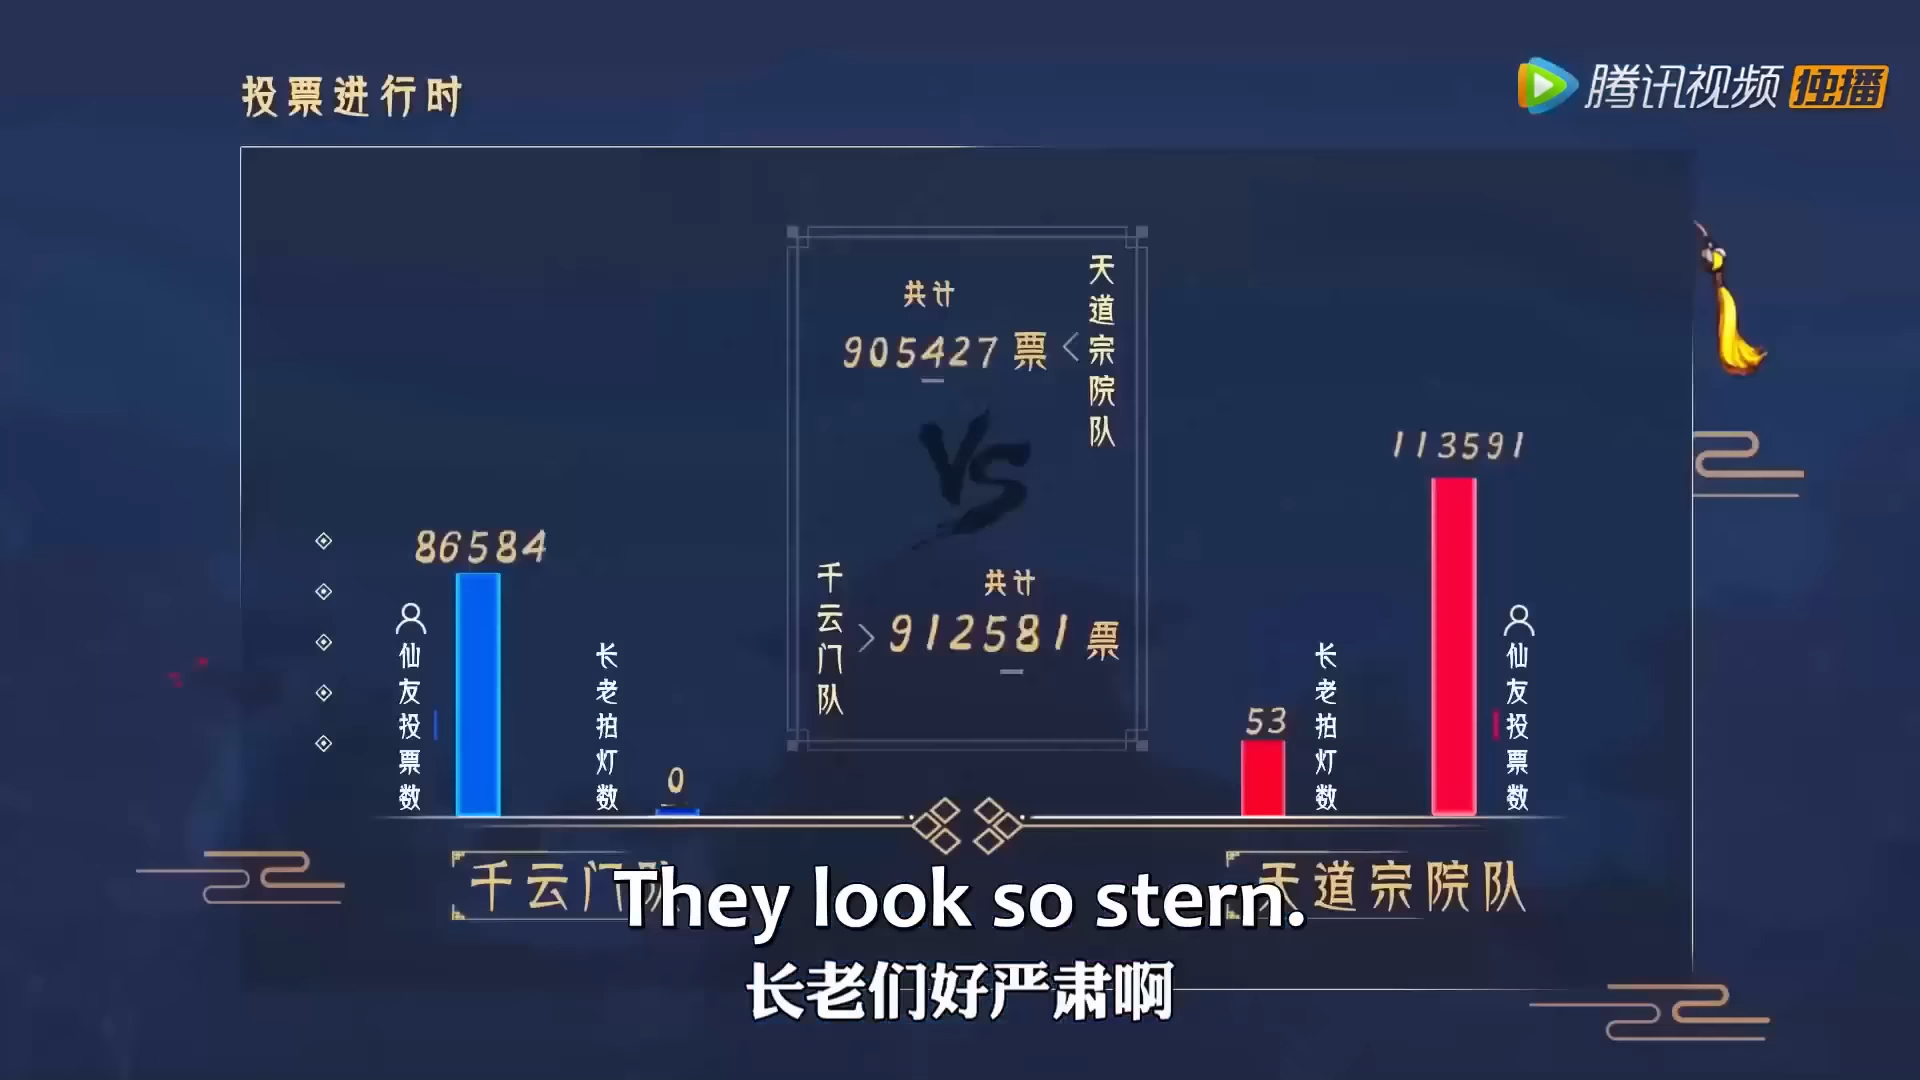 投票进行时
腾讯视频 独播
共计
905427 票
天道宗院队
VS
千云门队
共计
912581 票
86584
仙友投票数
长老拍灯数
0
53
长老拍灯数
113591
仙友投票数
千云门队
天道宗院队
They look so stern.
长老们好严肃啊